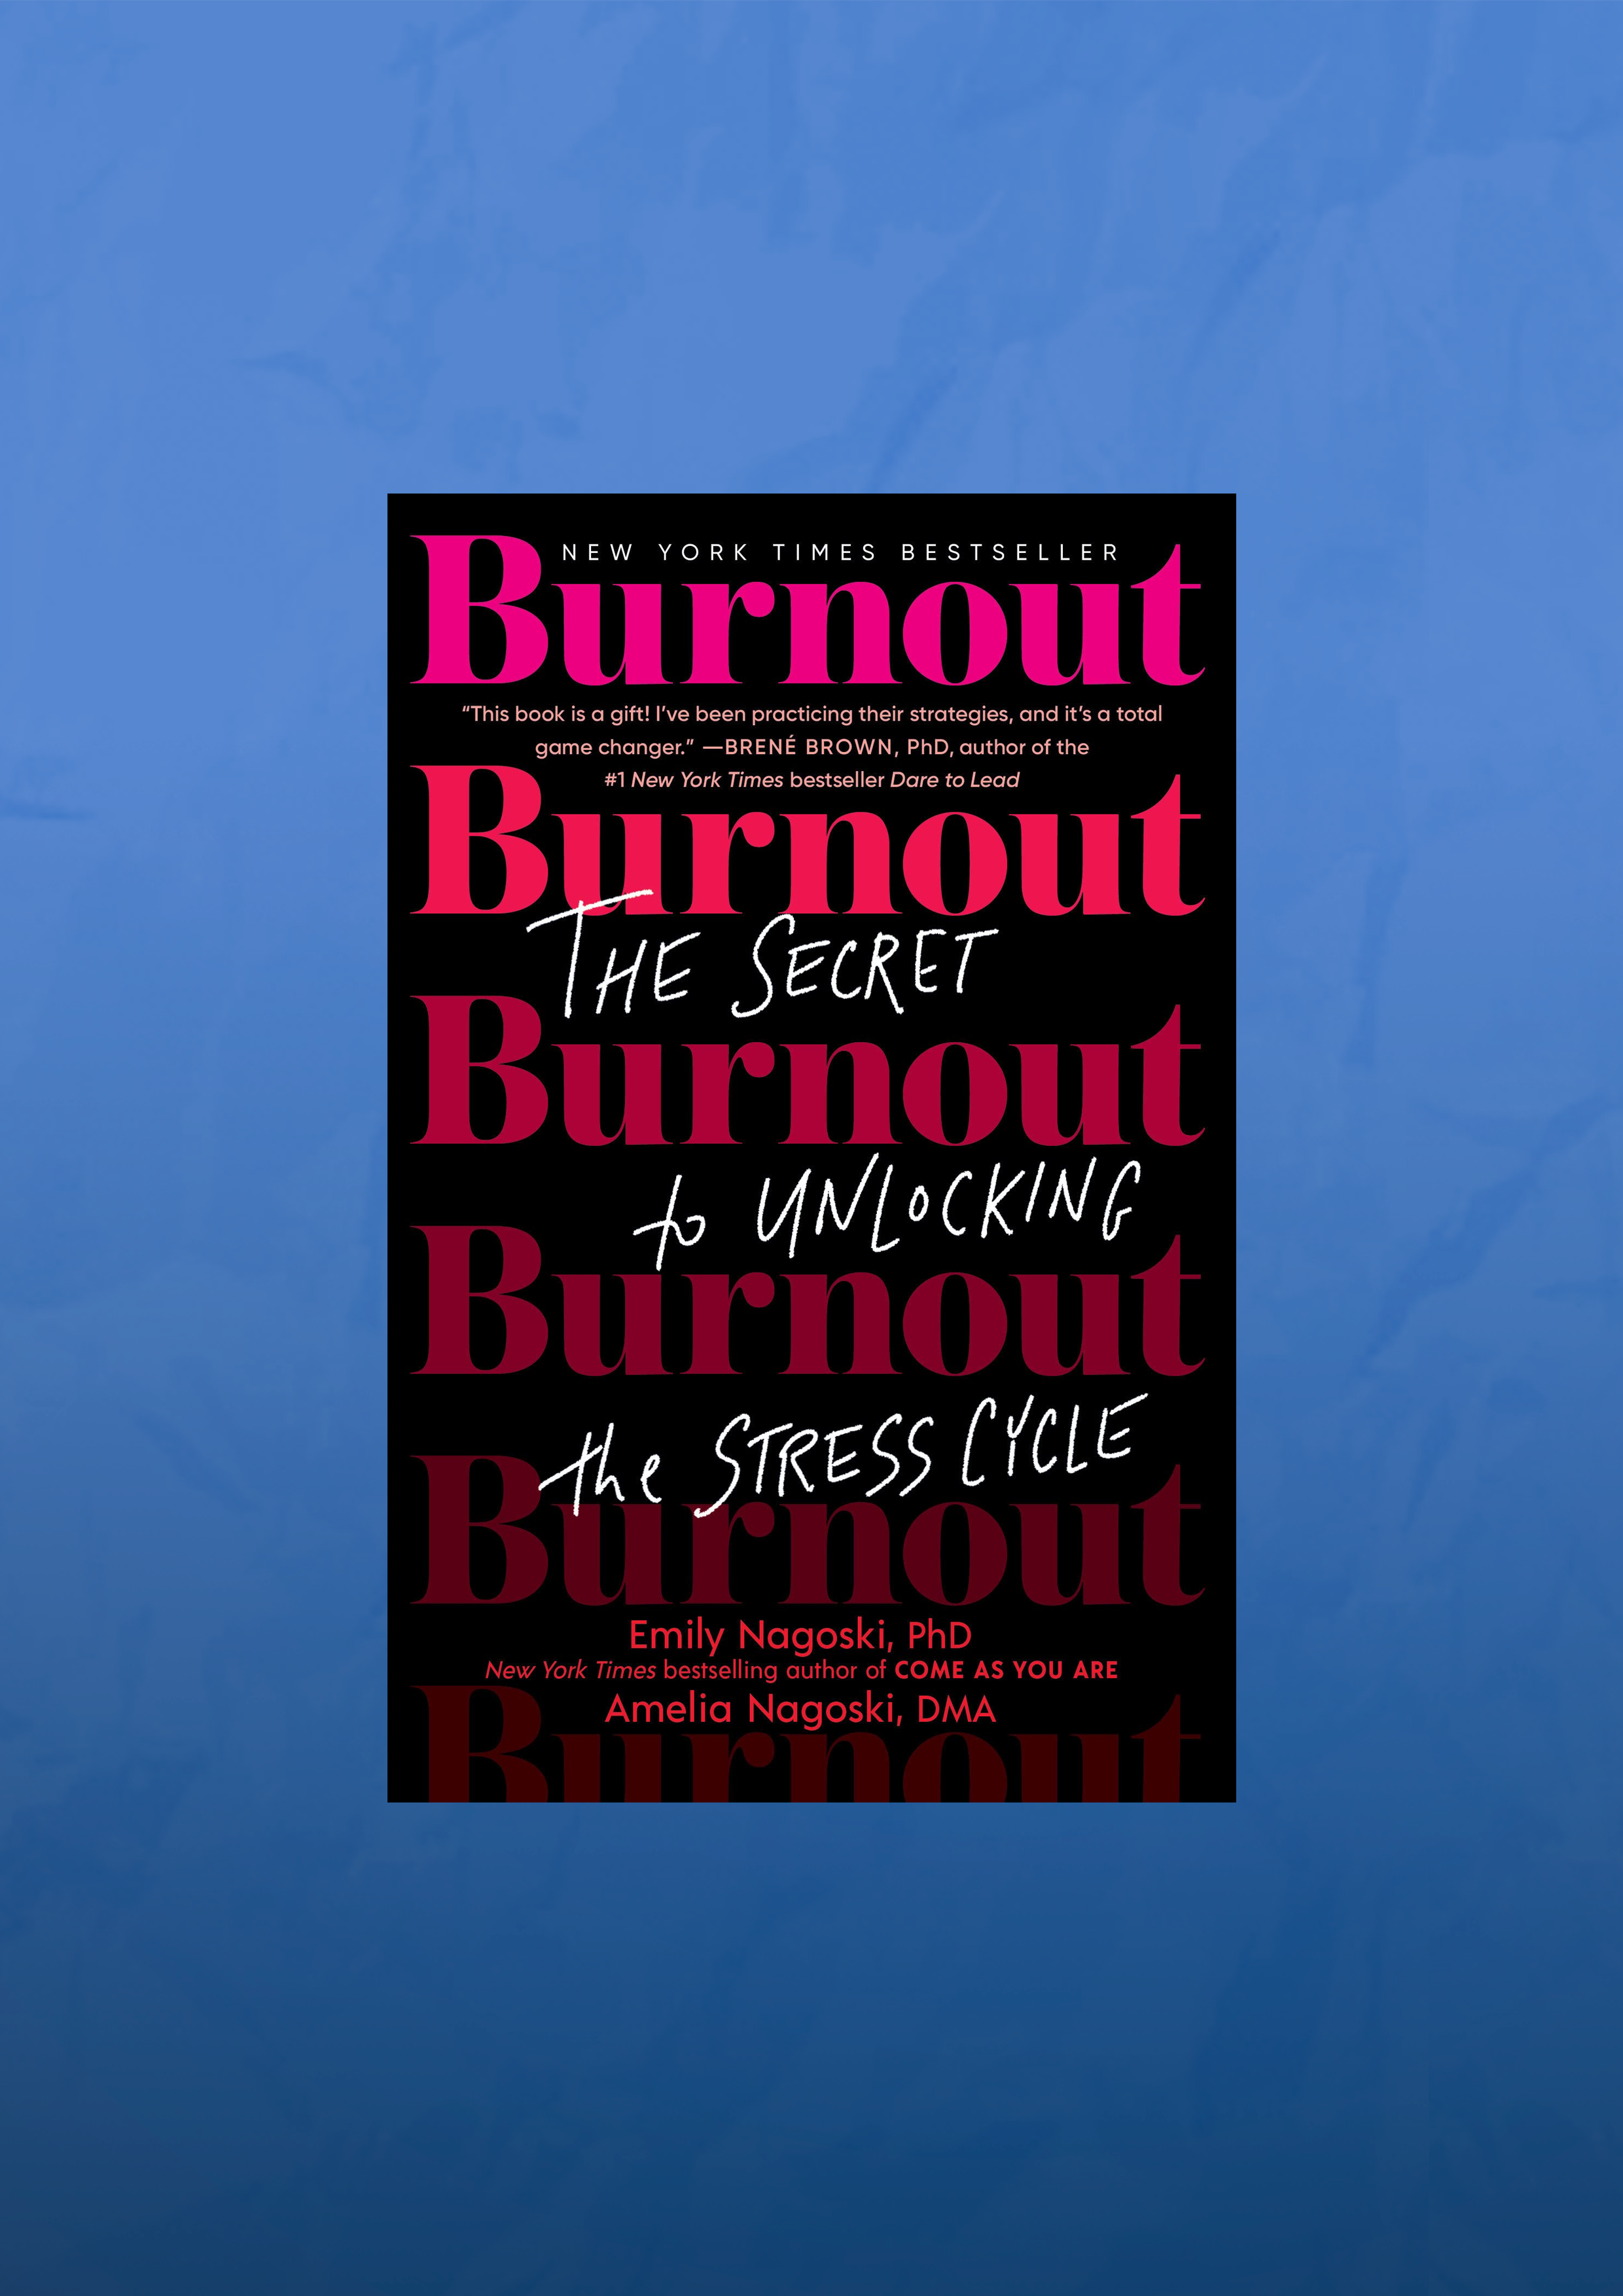 NEW YORK TIMES BESTSELLER
Burnout
“This book is a gift! I’ve been practicing their strategies, and it’s a total
game changer.” —BRENÉ BROWN, PhD, author of the
#1 New York Times bestseller Dare to Lead
Burnout
THE SECRET
Burnout
to UNLOCKING
Burnout
the STRESS CYCLE
Burnout
Emily Nagoski, PhD
New York Times bestselling author of COME AS YOU ARE
Amelia Nagoski, DMA
Burnout